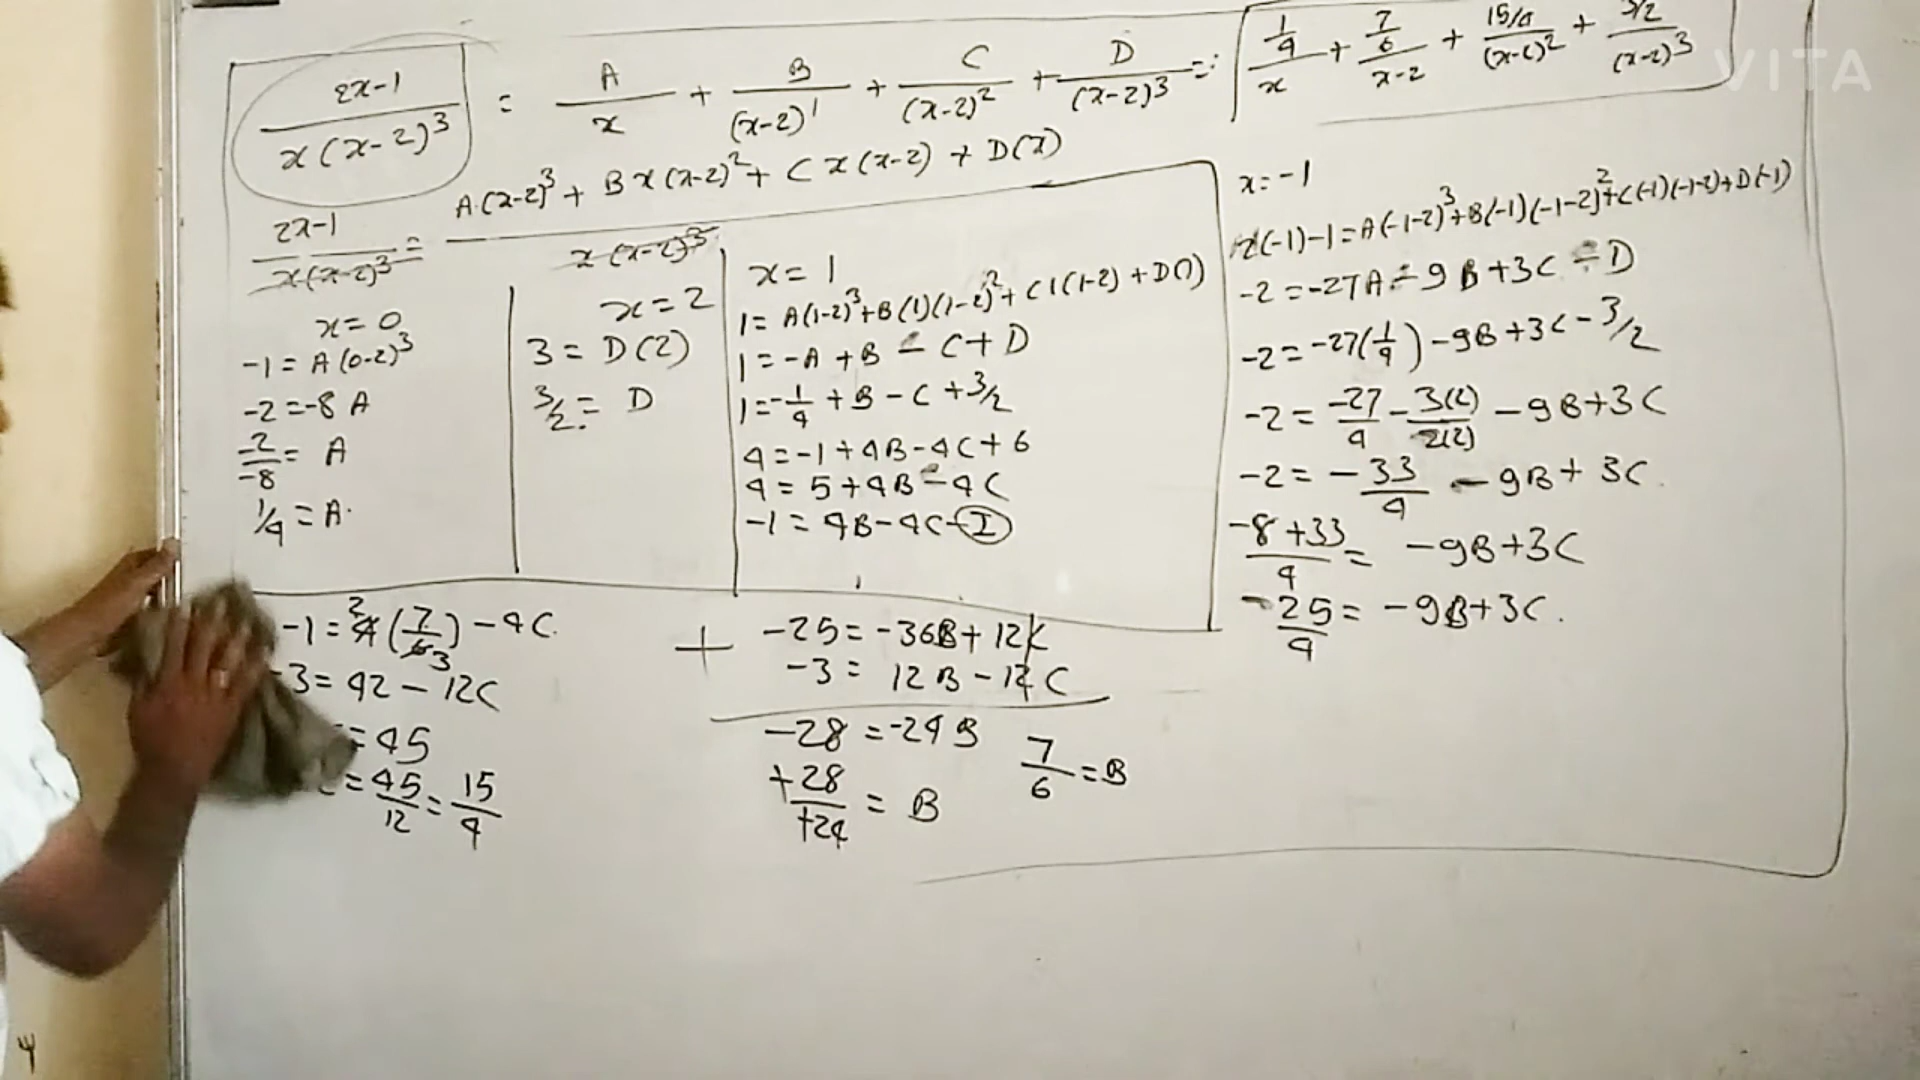 (2x-1)/(x(x-2)^3) = A/x + B/(x-2)^1 + C/(x-2)^2 + D/(x-2)^3 = (1/4)/x + (7/6)/(x-2) + (15/4)/(x-2)^2 + (3/2)/(x-2)^3
VITA
(2x-1)/(x(x-2)^3) = (A.(x-2)^3 + Bx(x-2)^2 + Cx(x-2) + D(x))/(x(x-2)^3)
x=0
-1 = A(0-2)^3
-2 = -8A
-2/-8 = A
1/4 = A.
x=2
3 = D(2)
3/2 = D
x=1
1 = A(1-2)^3 + B(1)(1-2)^2 + C1(1-2) + D(1)
1 = -A + B - C + D
1 = -1/4 + B - C + 3/2
4 = -1 + 4B - 4C + 6
4 = 5 + 4B - 4C
-1 = 4B - 4C - I
x = -1
2(-1)-1 = A(-1-2)^3 + B(-1)(-1-2)^2 + C(-1)(-1-2) + D(-1)
-2 = -27A - 9B + 3C - D
-2 = -27(1/4) - 9B + 3C - 3/2
-2 = -27/4 - 3(2)/2(2) - 9B + 3C
-2 = -33/4 - 9B + 3C.
(-8+33)/4 = -9B + 3C
-25/4 = -9B + 3C.
-1 = 4(7/6) - 4C.
2
3
-3 = 42 - 12C
= 45
= 45/12 = 15/4
+
-25 = -36B + 12C
-3 = 12B - 12C
-28 = -24B
+28/+24 = B
7/6 = B